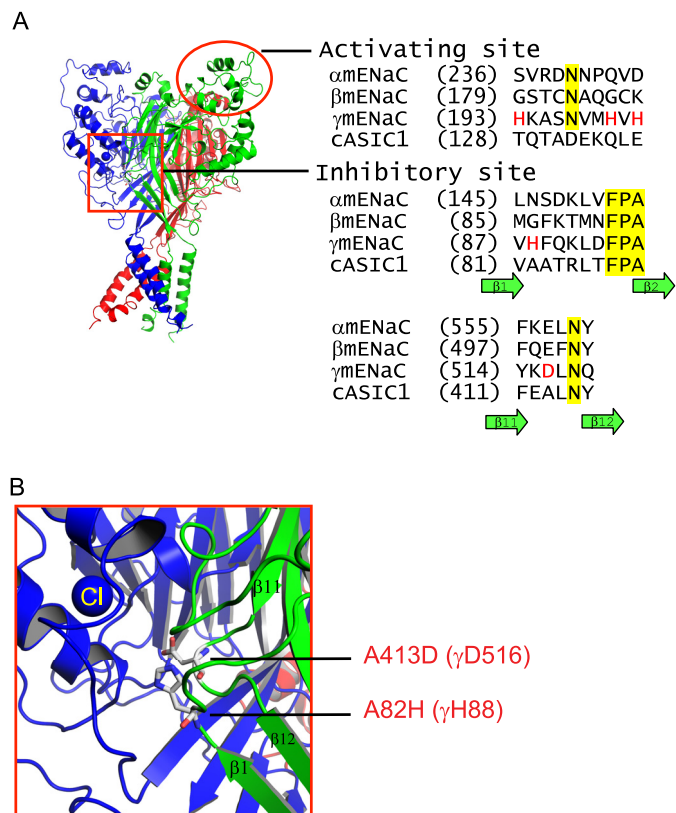 A
Activating site
αmENaC (236) SVRDNNPQVD
βmENaC (179) GSTCNAQGCK
γmENaC (193) HKASNVMHVH
cASIC1 (128) TQTADEKQLE
Inhibitory site
αmENaC (145) LNSDKLVFPA
βmENaC (85) MGFKTMNFPA
γmENaC (87) VHFQKLDFPA
cASIC1 (81) VAATRLTFPA
β1 β2
αmENaC (555) FKELNY
βmENaC (497) FQEFNY
γmENaC (514) YKDLNQ
cASIC1 (411) FEALNY
β11 β12
B
Cl
β11
A413D (γD516)
A82H (γH88)
β12
β1